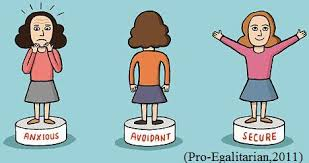 ANXIOUS
AVOIDANT
SECURE
(Pro-Egalitarian,2011)